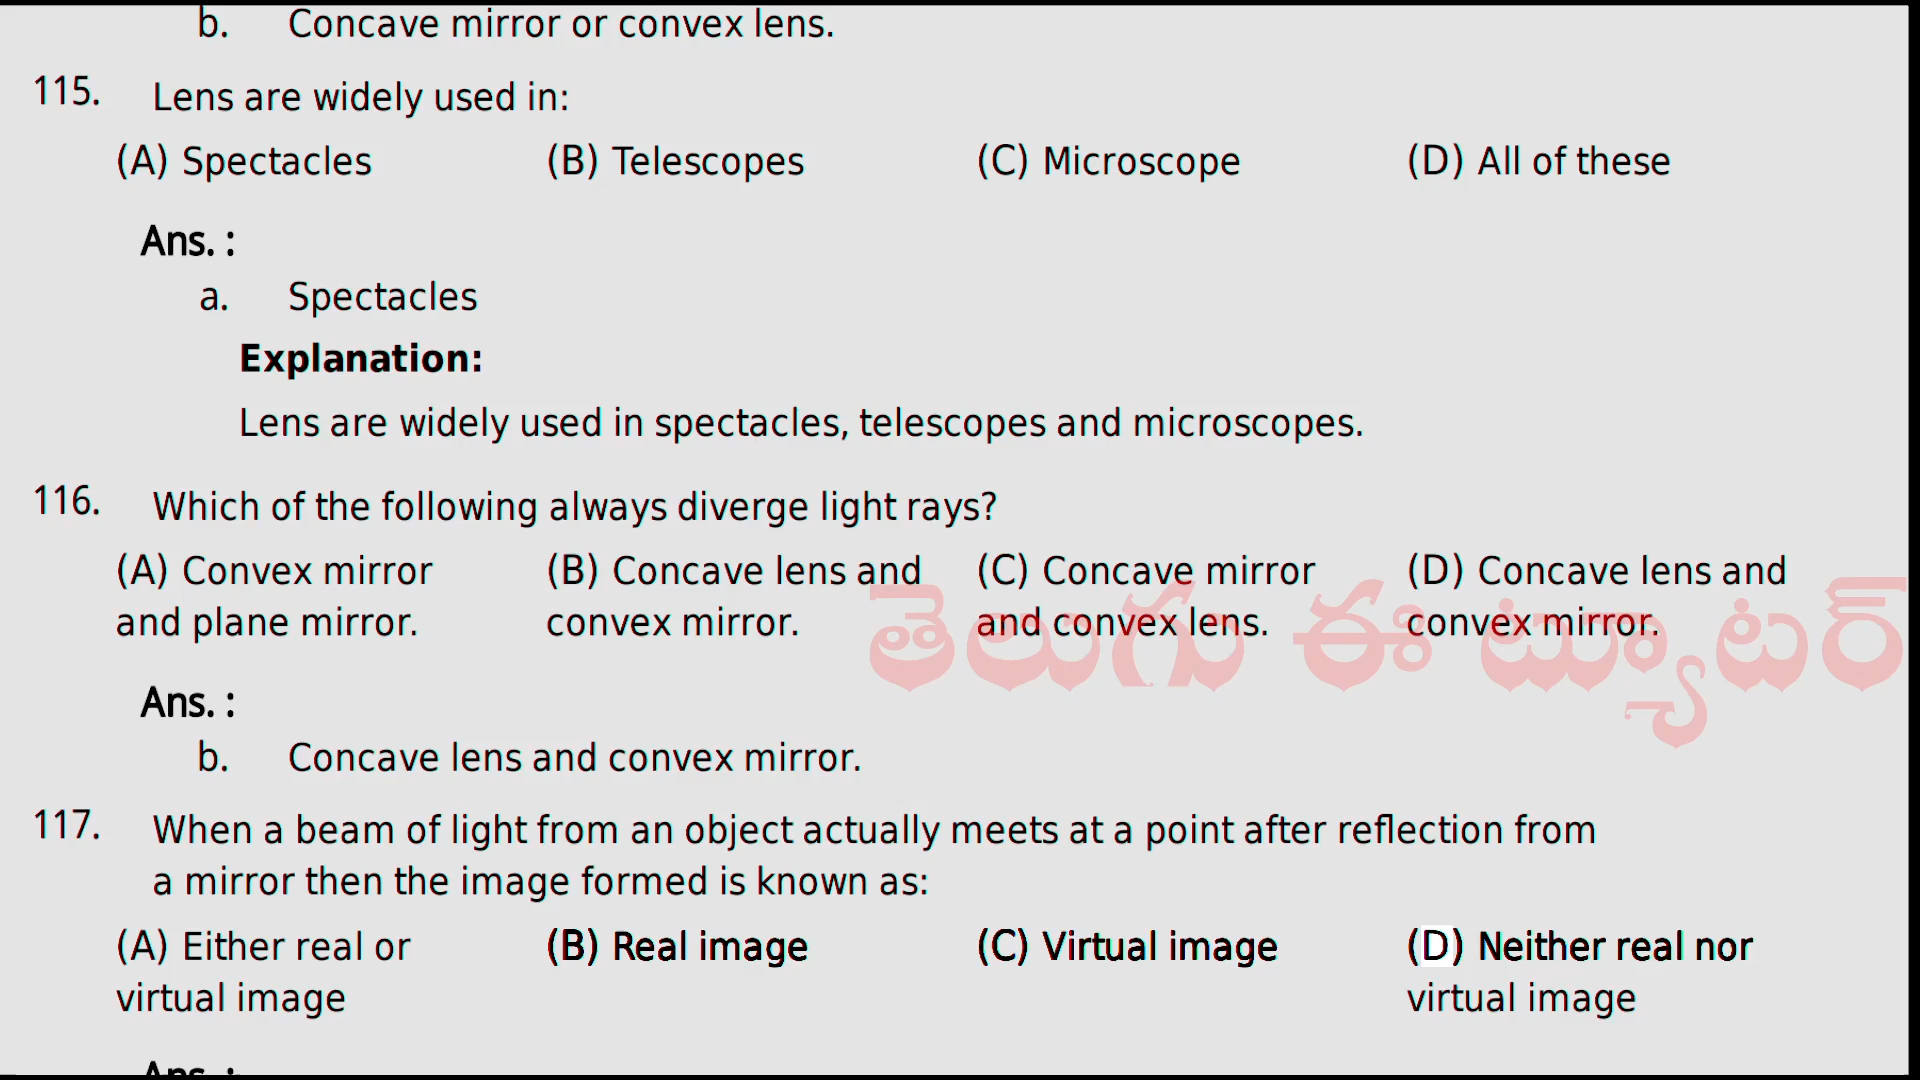 b. Concave mirror or convex lens.
115. Lens are widely used in:
(A) Spectacles (B) Telescopes (C) Microscope (D) All of these
Ans. :
a. Spectacles
Explanation:
Lens are widely used in spectacles, telescopes and microscopes.
116. Which of the following always diverge light rays?
(A) Convex mirror (B) Concave lens and (C) Concave mirror (D) Concave lens and
and plane mirror. convex mirror. and convex lens. convex mirror.
తెలుగు ఈ ట్యూటర్
Ans. :
b. Concave lens and convex mirror.
117. When a beam of light from an object actually meets at a point after reflection from
a mirror then the image formed is known as:
(A) Either real or (B) Real image (C) Virtual image (D) Neither real nor
virtual image virtual image
Ans. :